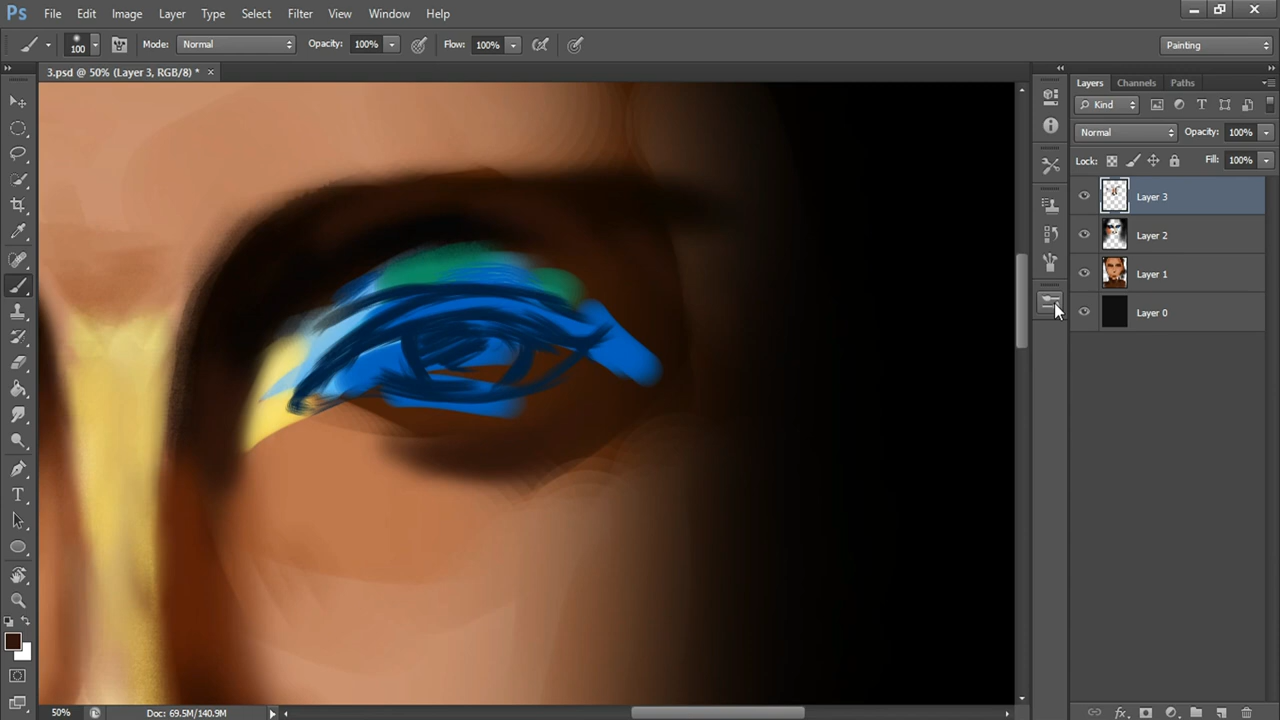 Ps File Edit Image Layer Type Select Filter View Window Help
100 Mode: Normal Opacity: 100% Flow: 100% Painting
3.psd @ 50% (Layer 3, RGB/8) * ×
Layers Channels Paths
Kind T
Normal Opacity: 100%
Lock: Fill: 100%
Layer 3
Layer 2
Layer 1
Layer 0
T
50% Doc: 69.5M/140.9M
fx